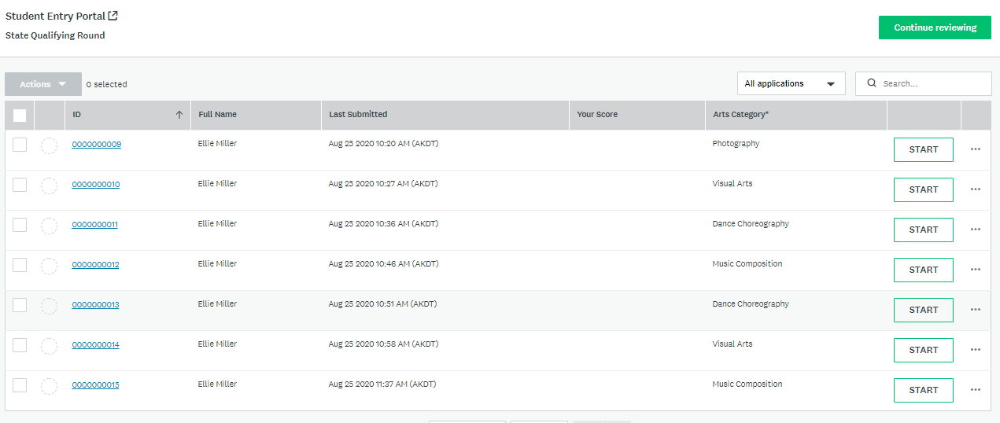 Student Entry Portal
State Qualifying Round
Continue reviewing
Actions 0 selected All applications Search...
ID Full Name Last Submitted Your Score Arts Category*
0000000009 Ellie Miller Aug 25 2020 10:20 AM (AKDT) Photography START
0000000010 Ellie Miller Aug 25 2020 10:27 AM (AKDT) Visual Arts START
0000000011 Ellie Miller Aug 25 2020 10:36 AM (AKDT) Dance Choreography START
0000000012 Ellie Miller Aug 25 2020 10:46 AM (AKDT) Music Composition START
0000000013 Ellie Miller Aug 25 2020 10:51 AM (AKDT) Dance Choreography START
0000000014 Ellie Miller Aug 25 2020 10:58 AM (AKDT) Visual Arts START
0000000015 Ellie Miller Aug 25 2020 11:37 AM (AKDT) Music Composition START